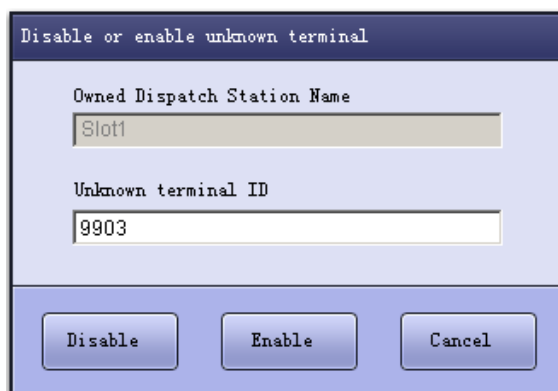 Disable or enable unknown terminal
Owned Dispatch Station Name
Slot1
Unknown terminal ID
9903
Disable Enable Cancel